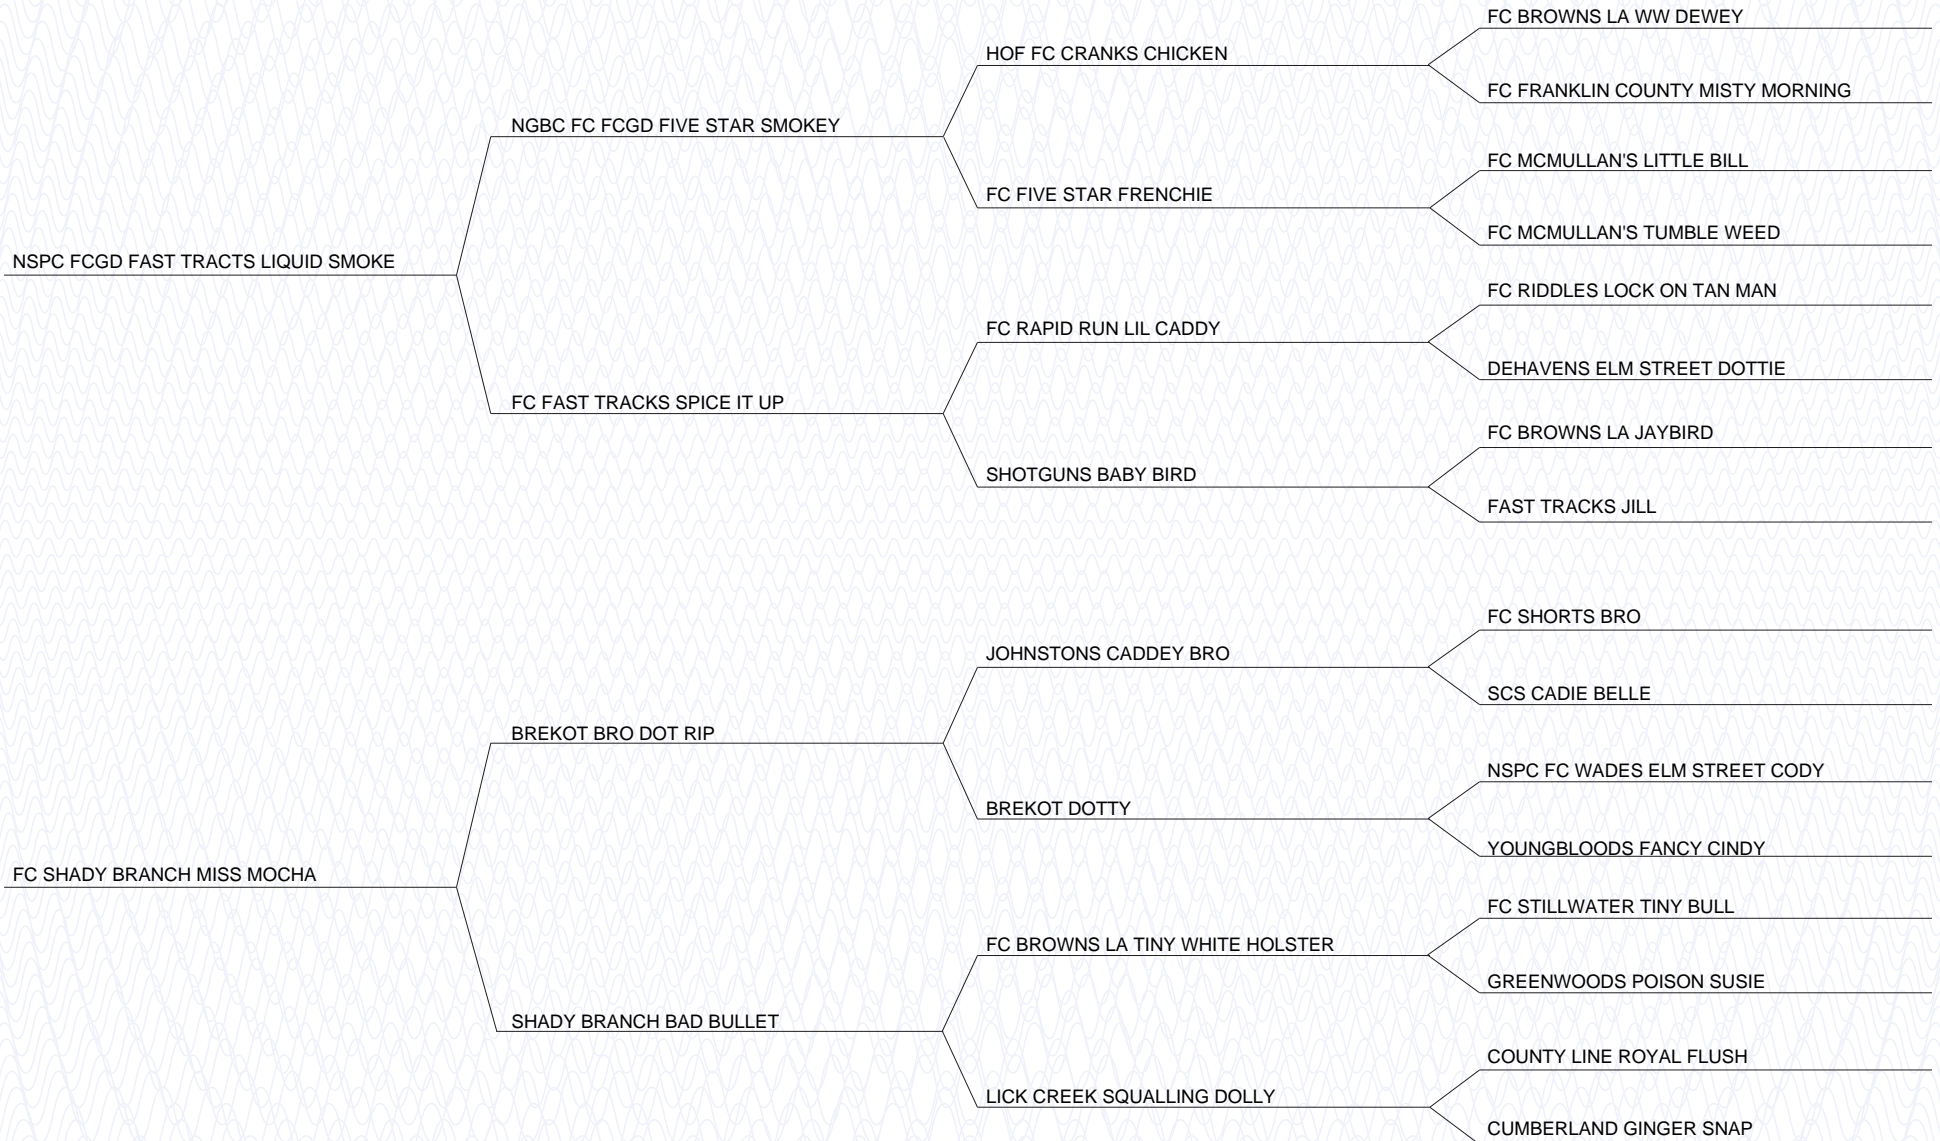 FC BROWNS LA WW DEWEY
HOF FC CRANKS CHICKEN
FC FRANKLIN COUNTY MISTY MORNING
NGBC FC FCGD FIVE STAR SMOKEY
FC MCMULLAN'S LITTLE BILL
FC FIVE STAR FRENCHIE
FC MCMULLAN'S TUMBLE WEED
NSPC FCGD FAST TRACTS LIQUID SMOKE
FC RIDDLES LOCK ON TAN MAN
FC RAPID RUN LIL CADDY
DEHAVENS ELM STREET DOTTIE
FC FAST TRACKS SPICE IT UP
FC BROWNS LA JAYBIRD
SHOTGUNS BABY BIRD
FAST TRACKS JILL
FC SHORTS BRO
JOHNSTONS CADDEY BRO
SCS CADIE BELLE
BREKOT BRO DOT RIP
NSPC FC WADES ELM STREET CODY
BREKOT DOTTY
YOUNGBLOODS FANCY CINDY
FC SHADY BRANCH MISS MOCHA
FC STILLWATER TINY BULL
FC BROWNS LA TINY WHITE HOLSTER
GREENWOODS POISON SUSIE
SHADY BRANCH BAD BULLET
COUNTY LINE ROYAL FLUSH
LICK CREEK SQUALLING DOLLY
CUMBERLAND GINGER SNAP